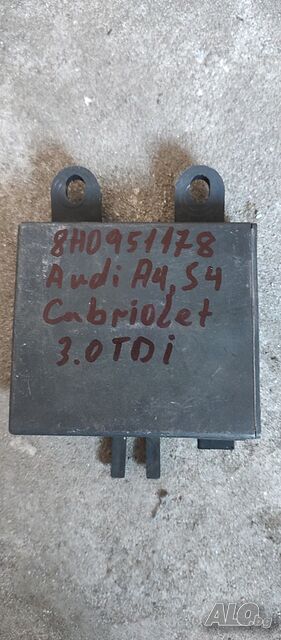 8H0951178
Audi A4, S4
Cabriolet
3.0TDi
ALO.bg